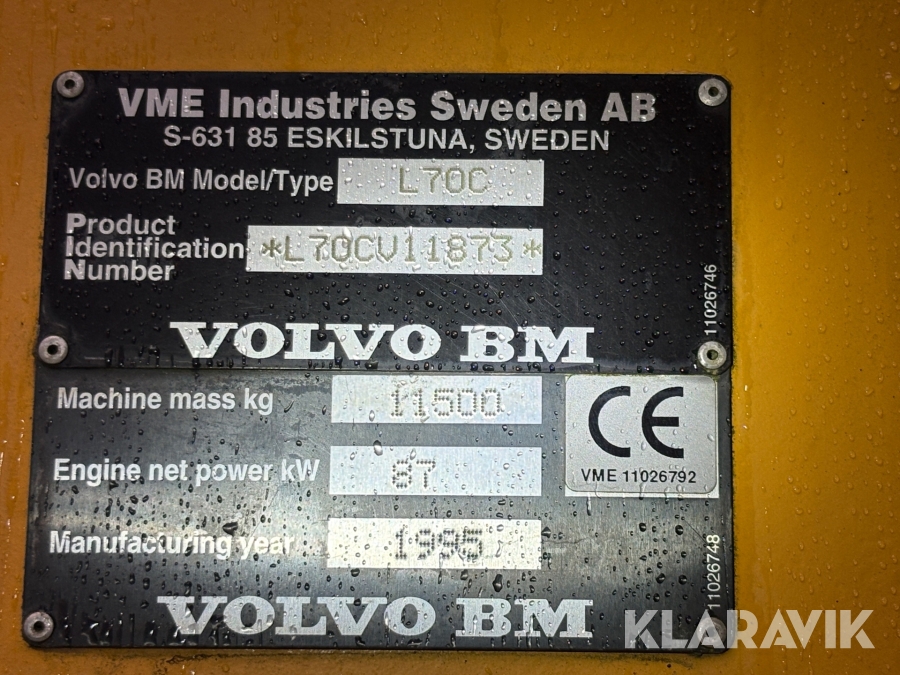 VME Industries Sweden AB
S-631 85 ESKILSTUNA, SWEDEN
Volvo BM Model/Type L70C
Product
Identification *L70CV11873*
Number
11026746
VOLVO BM
Machine mass kg 11500
CE
Engine net power kW 87
VME 11026792
Manufacturing year 1995
11026748
VOLVO BM
KLARAVIK